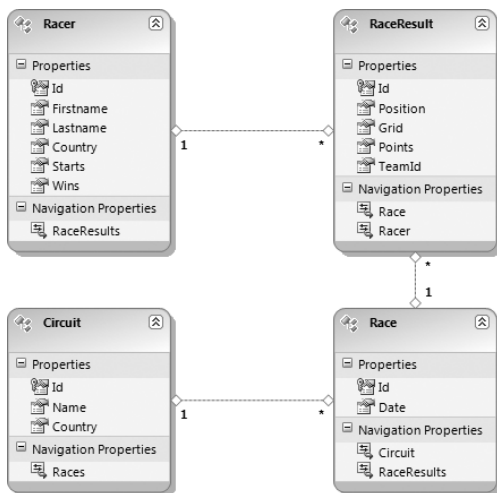 Racer
Properties
Id
Firstname
Lastname
Country
Starts
Wins
Navigation Properties
RaceResults
1
*
RaceResult
Properties
Id
Position
Grid
Points
TeamId
Navigation Properties
Race
Racer
*
1
Circuit
Properties
Id
Name
Country
Navigation Properties
Races
1
*
Race
Properties
Id
Date
Navigation Properties
Circuit
RaceResults